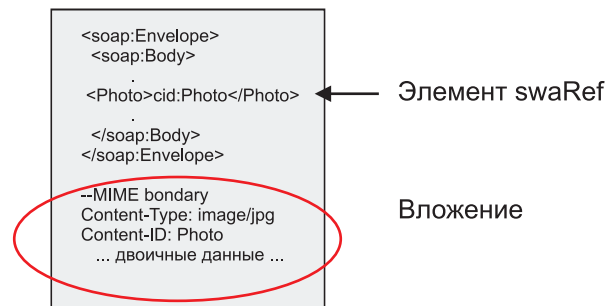 <soap:Envelope>
<soap:Body>
.
<Photo>cid:Photo</Photo>
Элемент swaRef
.
</soap:Body>
</soap:Envelope>
--MIME bondary
Content-Type: image/jpg
Вложение
Content-ID: Photo
... двоичные данные ...